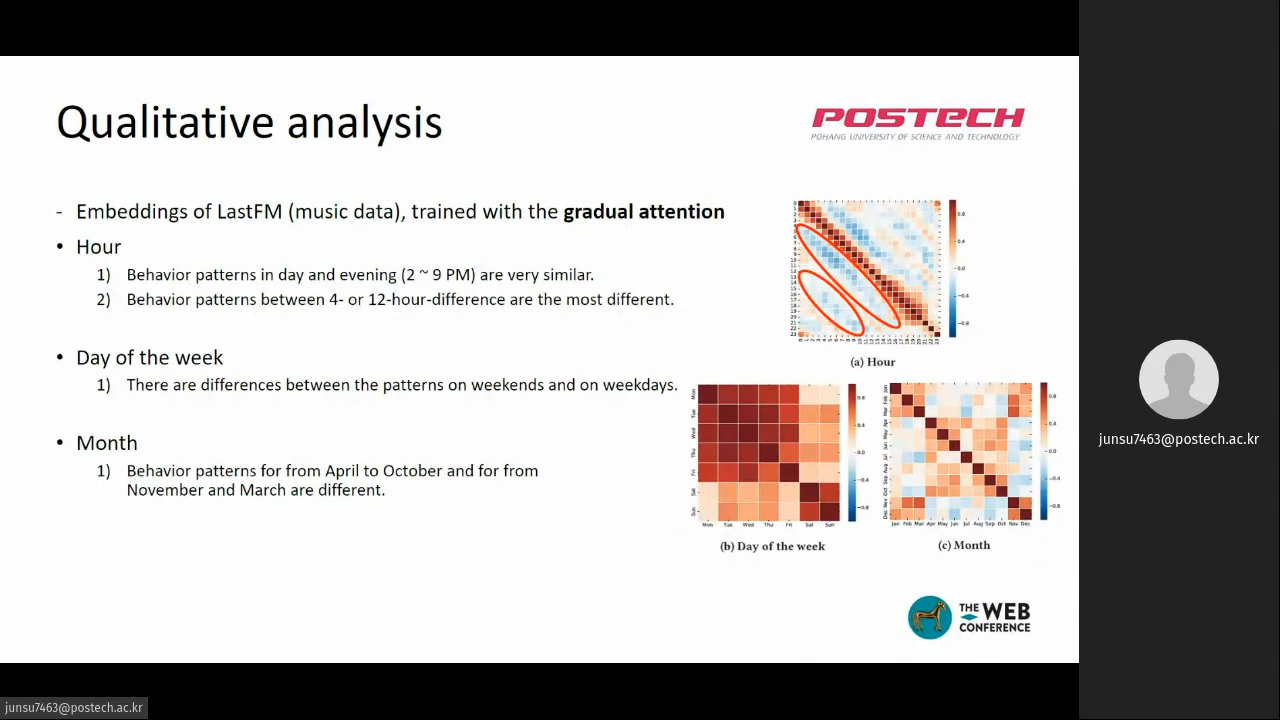 Qualitative analysis
POSTECH
POHANG UNIVERSITY OF SCIENCE AND TECHNOLOGY
- Embeddings of LastFM (music data), trained with the gradual attention
• Hour
1) Behavior patterns in day and evening (2 ~ 9 PM) are very similar.
2) Behavior patterns between 4- or 12-hour-difference are the most different.
(a) Hour
• Day of the week
1) There are differences between the patterns on weekends and on weekdays.
• Month
1) Behavior patterns for from April to October and for from
November and March are different.
Mon Tue Wed Thu Fri Sat Sun
Jan Feb Mar Apr May Jun Jul Aug Sep Oct Nov Dec
(b) Day of the week
(c) Month
THE WEB
CONFERENCE
junsu7463@postech.ac.kr
junsu7463@postech.ac.kr